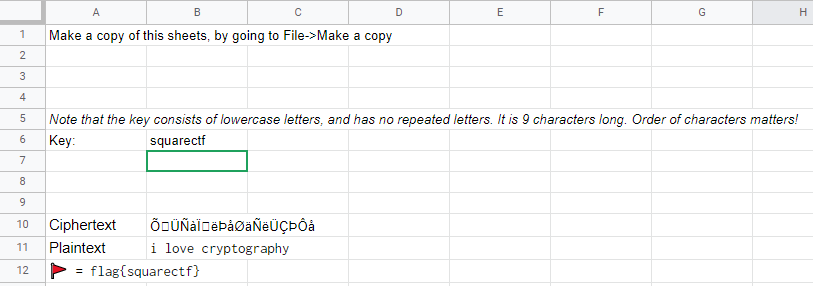 A B C D E F G H
1 Make a copy of this sheets, by going to File->Make a copy
2
3
4
5 Note that the key consists of lowercase letters, and has no repeated letters. It is 9 characters long. Order of characters matters!
6 Key: squarectf
7
8
9
10 Ciphertext Õ□ÜÑàÏ□ëÞåØäÑëÜÇÞÔå
11 Plaintext i love cryptography
12 🚩 = flag{squarectf}